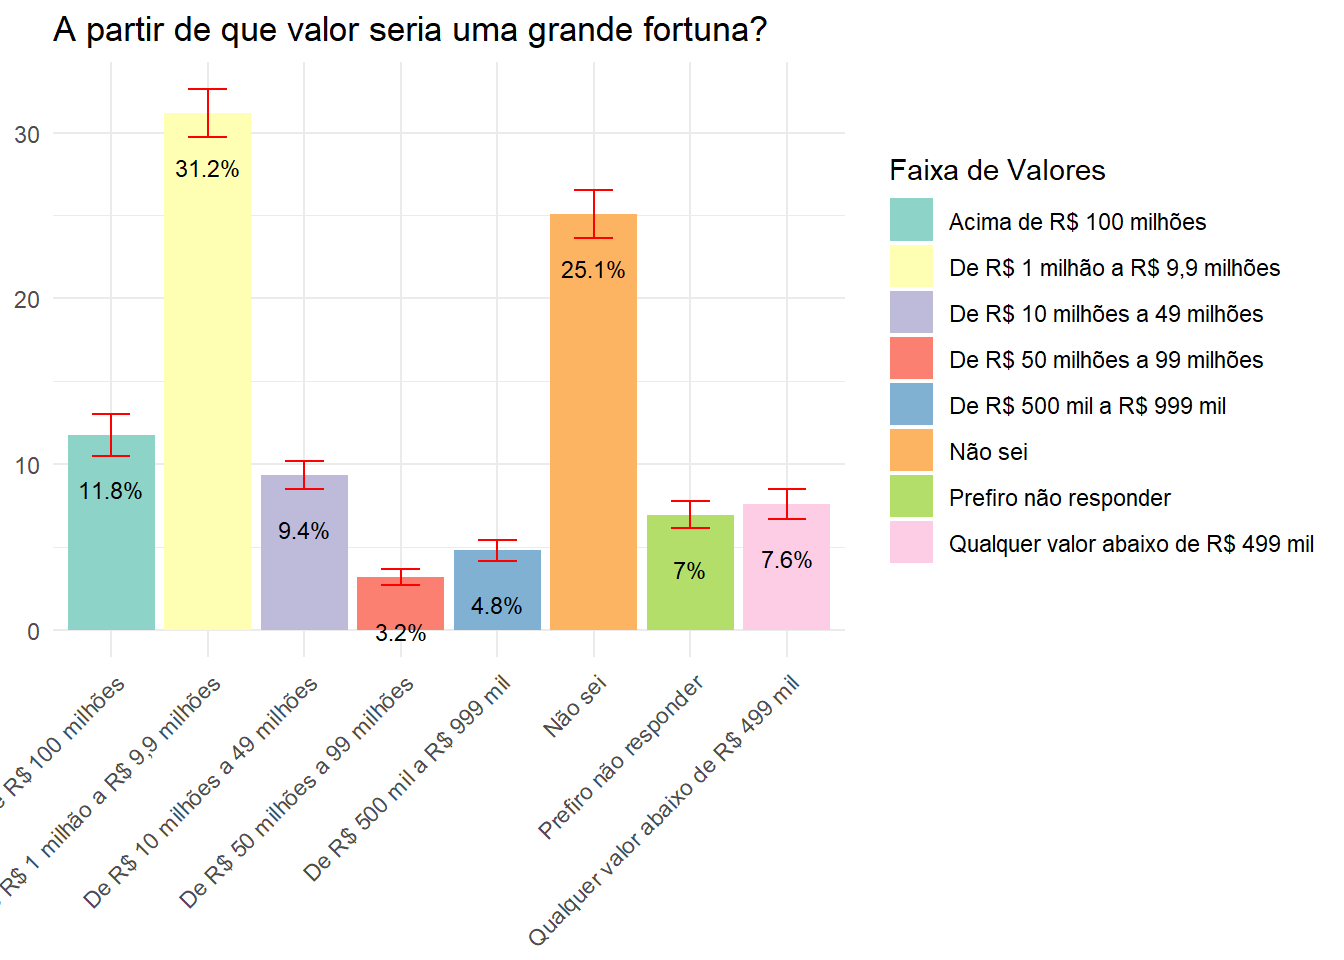 A partir de que valor seria uma grande fortuna?
30
20
10
0
31.2%
25.1%
11.8%
9.4%
3.2%
4.8%
7%
7.6%
R$ 100 milhões
R$ 1 milhão a R$ 9,9 milhões
De R$ 10 milhões a 49 milhões
De R$ 50 milhões a 99 milhões
De R$ 500 mil a R$ 999 mil
Não sei
Prefiro não responder
Qualquer valor abaixo de R$ 499 mil
Faixa de Valores
Acima de R$ 100 milhões
De R$ 1 milhão a R$ 9,9 milhões
De R$ 10 milhões a 49 milhões
De R$ 50 milhões a 99 milhões
De R$ 500 mil a R$ 999 mil
Não sei
Prefiro não responder
Qualquer valor abaixo de R$ 499 mil